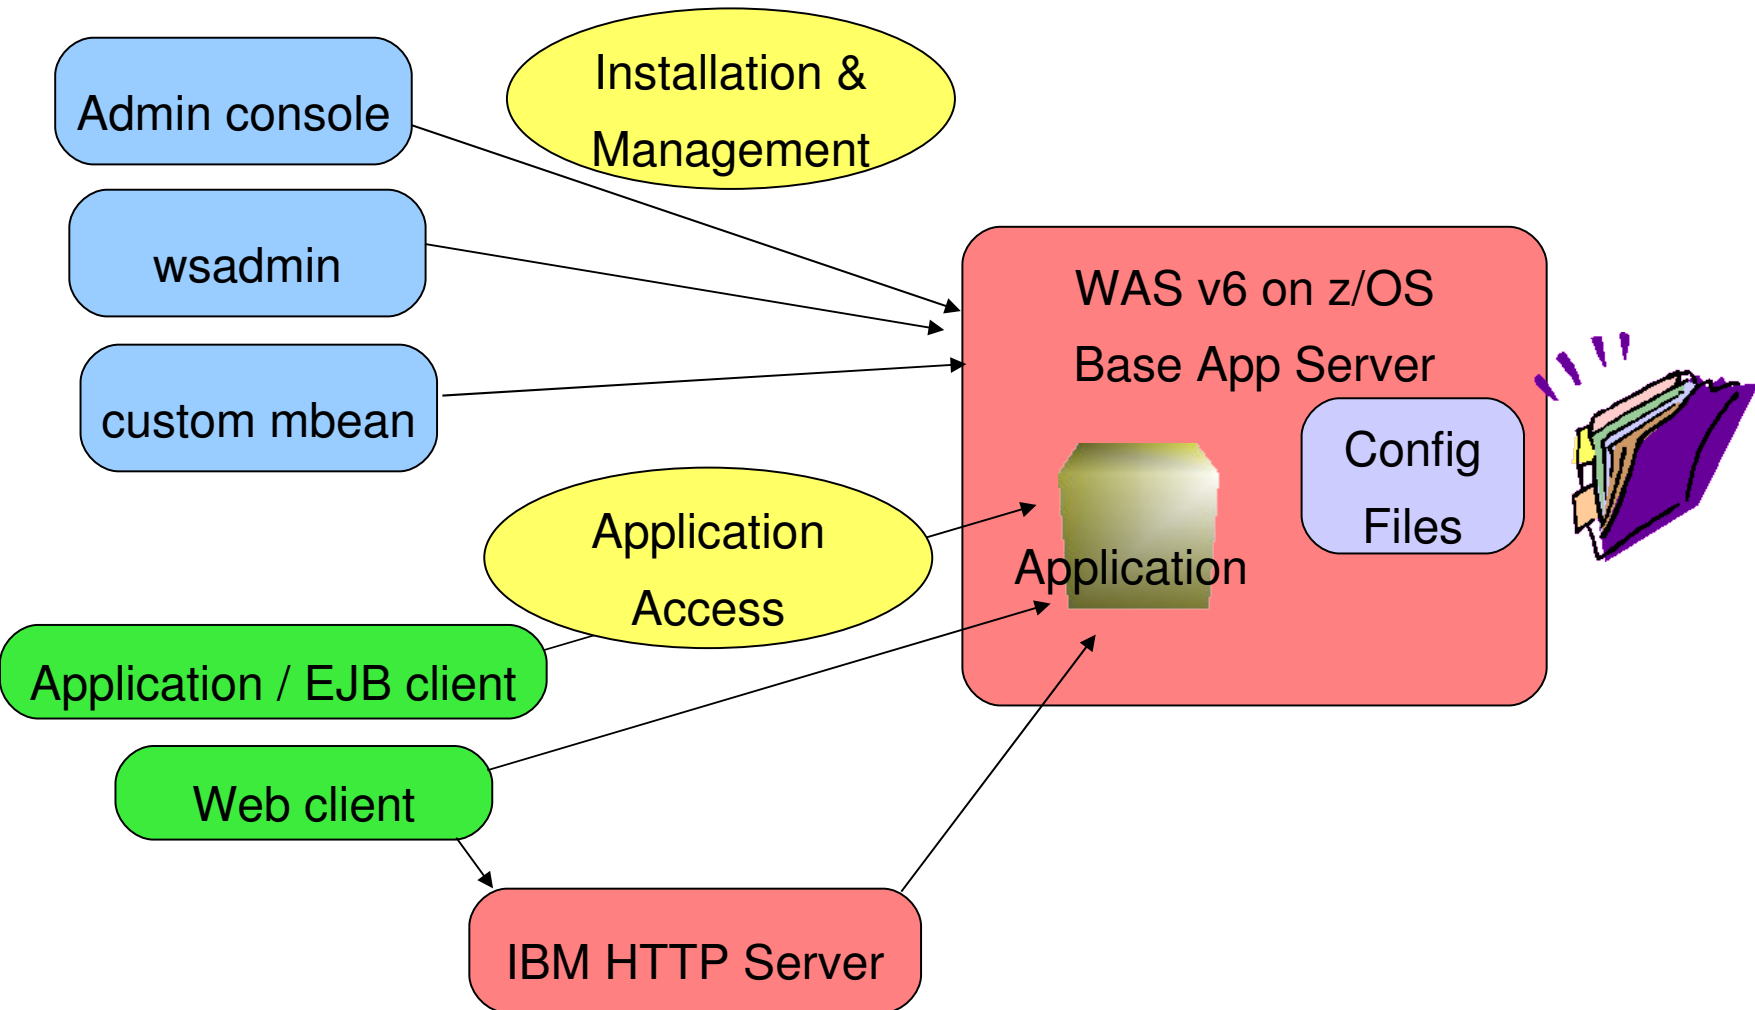 Installation &
Management
Admin console
wsadmin
custom mbean
WAS v6 on z/OS
Base App Server
Config
Files
Application
Application
Access
Application / EJB client
Web client
IBM HTTP Server